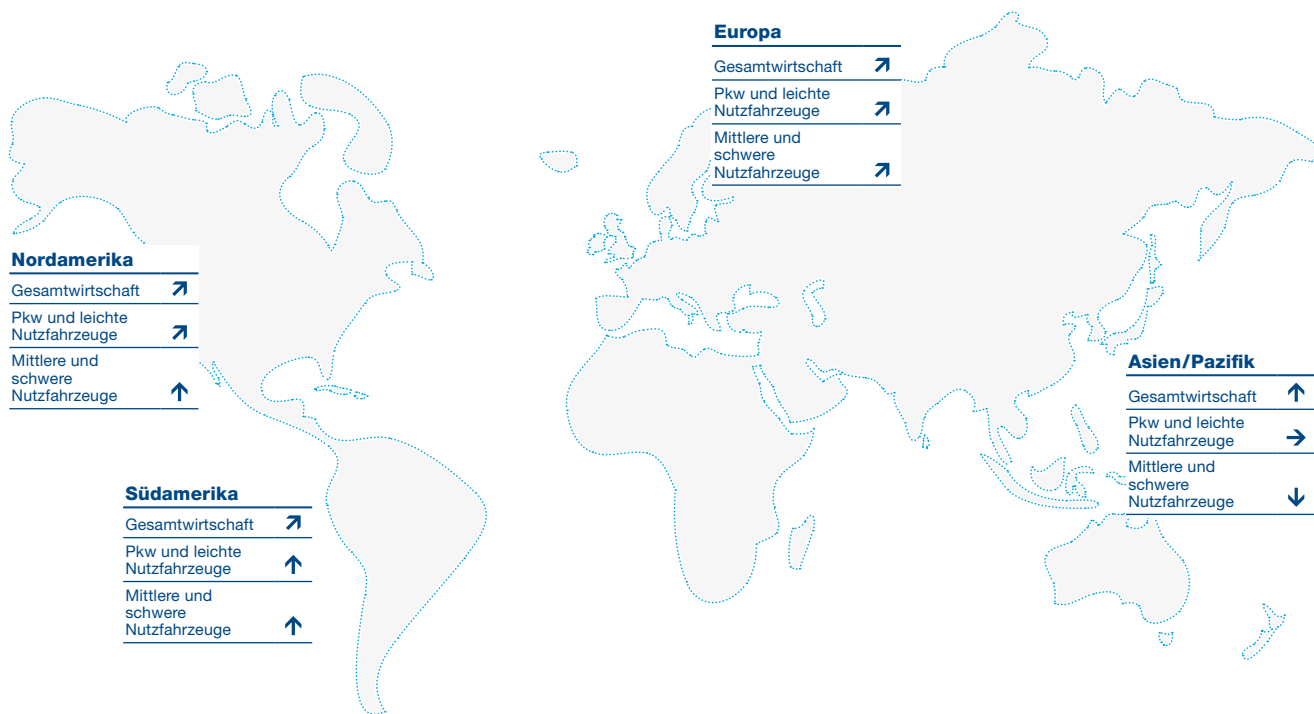 Europa
Gesamtwirtschaft
Pkw und leichte
Nutzfahrzeuge
Mittlere und
schwere
Nutzfahrzeuge
Nordamerika
Gesamtwirtschaft
Pkw und leichte
Nutzfahrzeuge
Mittlere und
schwere
Nutzfahrzeuge
Asien/Pazifik
Gesamtwirtschaft
Pkw und leichte
Nutzfahrzeuge
Mittlere und
schwere
Nutzfahrzeuge
Südamerika
Gesamtwirtschaft
Pkw und leichte
Nutzfahrzeuge
Mittlere und
schwere
Nutzfahrzeuge